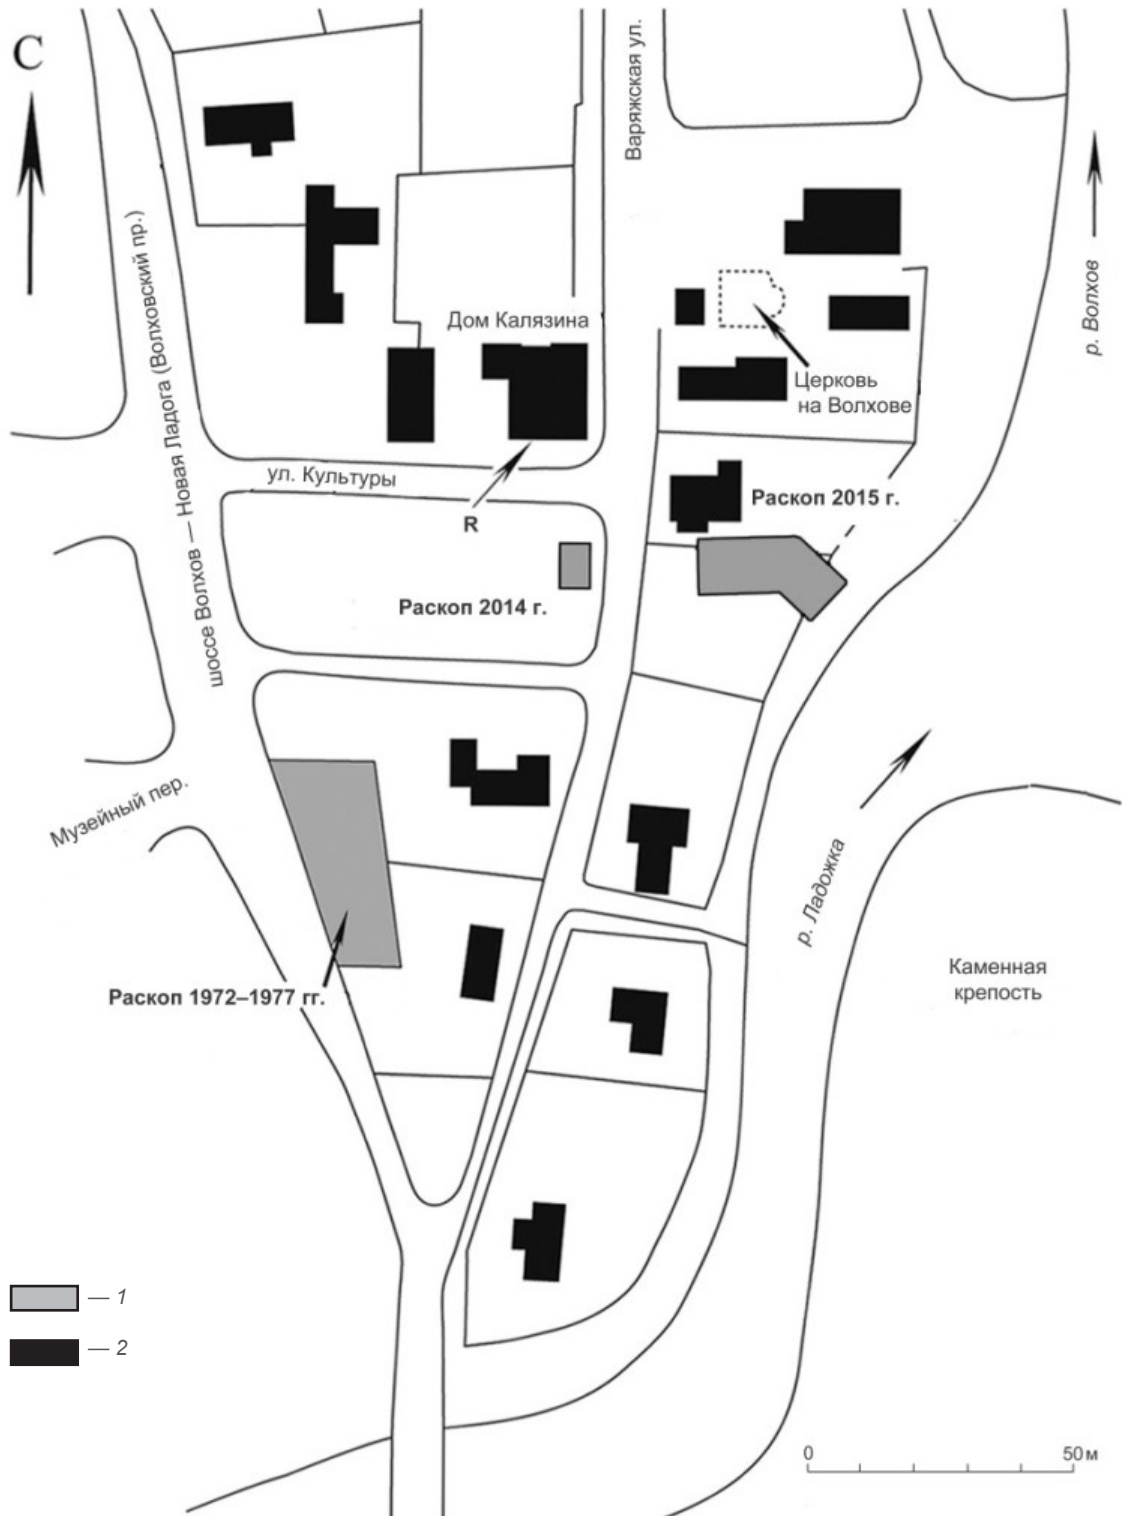 С
Варяжская ул.
р. Волхов
шоссе Волхов — Новая Ладога (Волховский пр.)
Дом Калязина
Церковь
на Волхове
ул. Культуры
R
Раскоп 2015 г.
Раскоп 2014 г.
Музейный пер.
р. Ладожка
Раскоп 1972–1977 гг.
Каменная
крепость
— 1
— 2
0 50 м